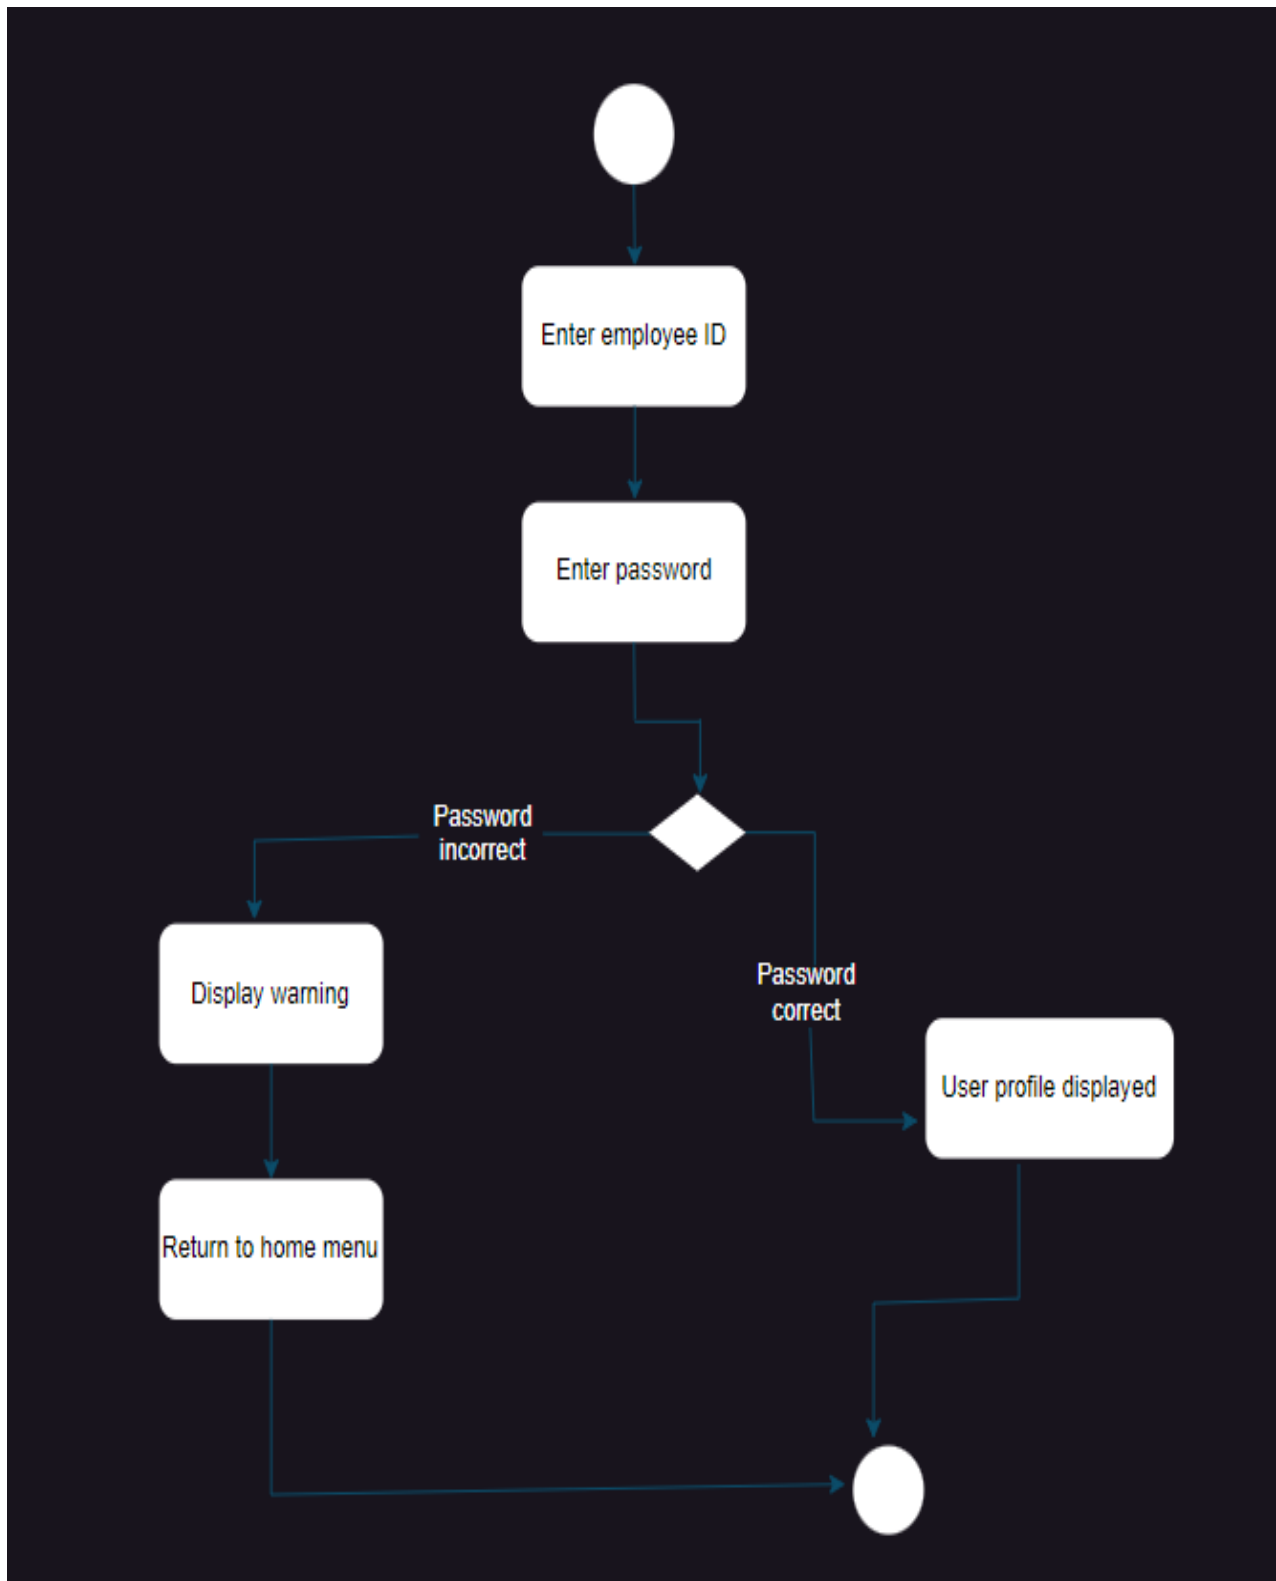 Enter employee ID
Enter password
Password
incorrect
Display warning
Password
correct
User profile displayed
Return to home menu